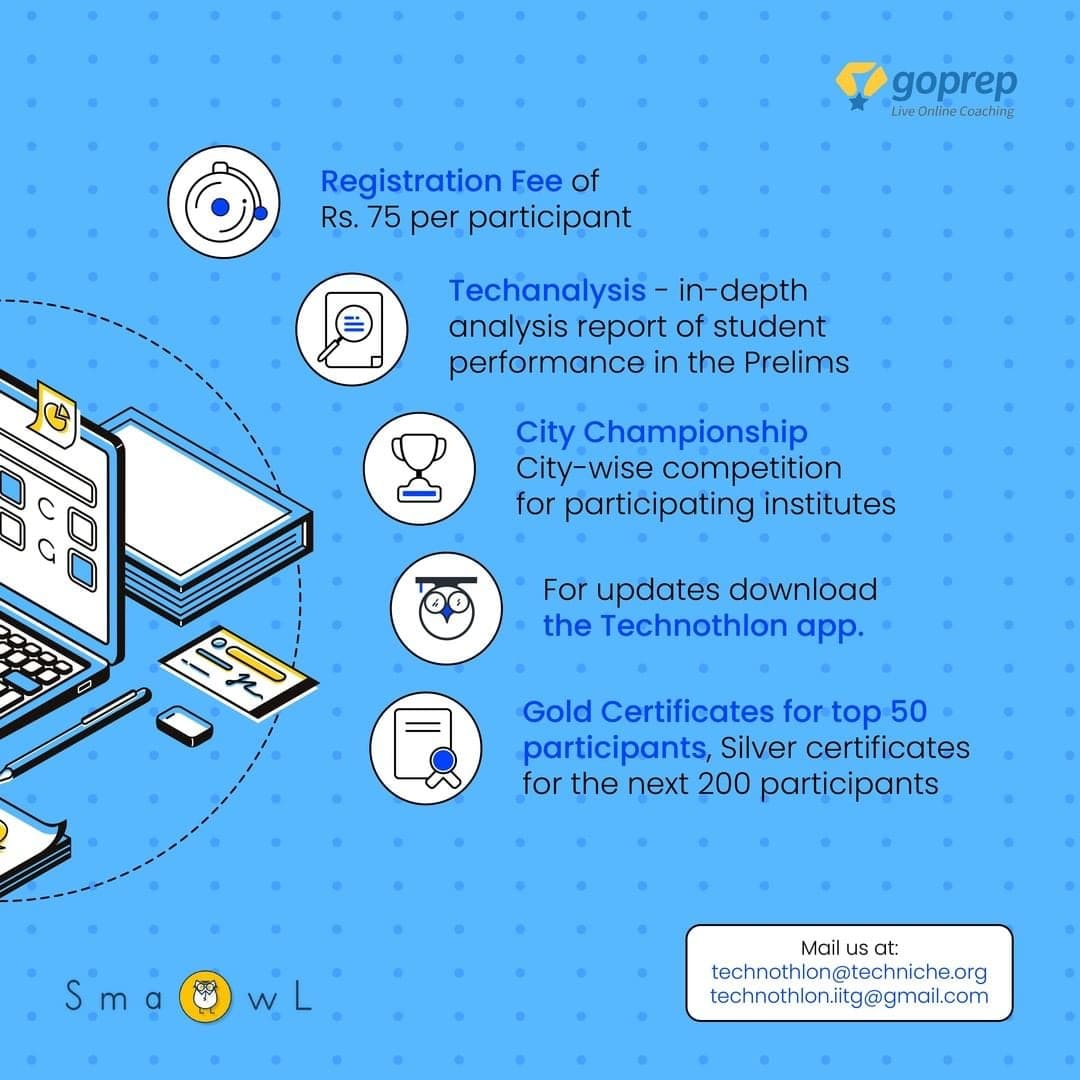 goprep
Live Online Coaching
Registration Fee of
Rs. 75 per participant
Techanalysis - in-depth
analysis report of student
performance in the Prelims
City Championship
City-wise competition
for participating institutes
For updates download
the Technothlon app.
Gold Certificates for top 50
participants, Silver certificates
for the next 200 participants
C
G
Mail us at:
technothlon@techniche.org
technothlon.iitg@gmail.com
S m a w L